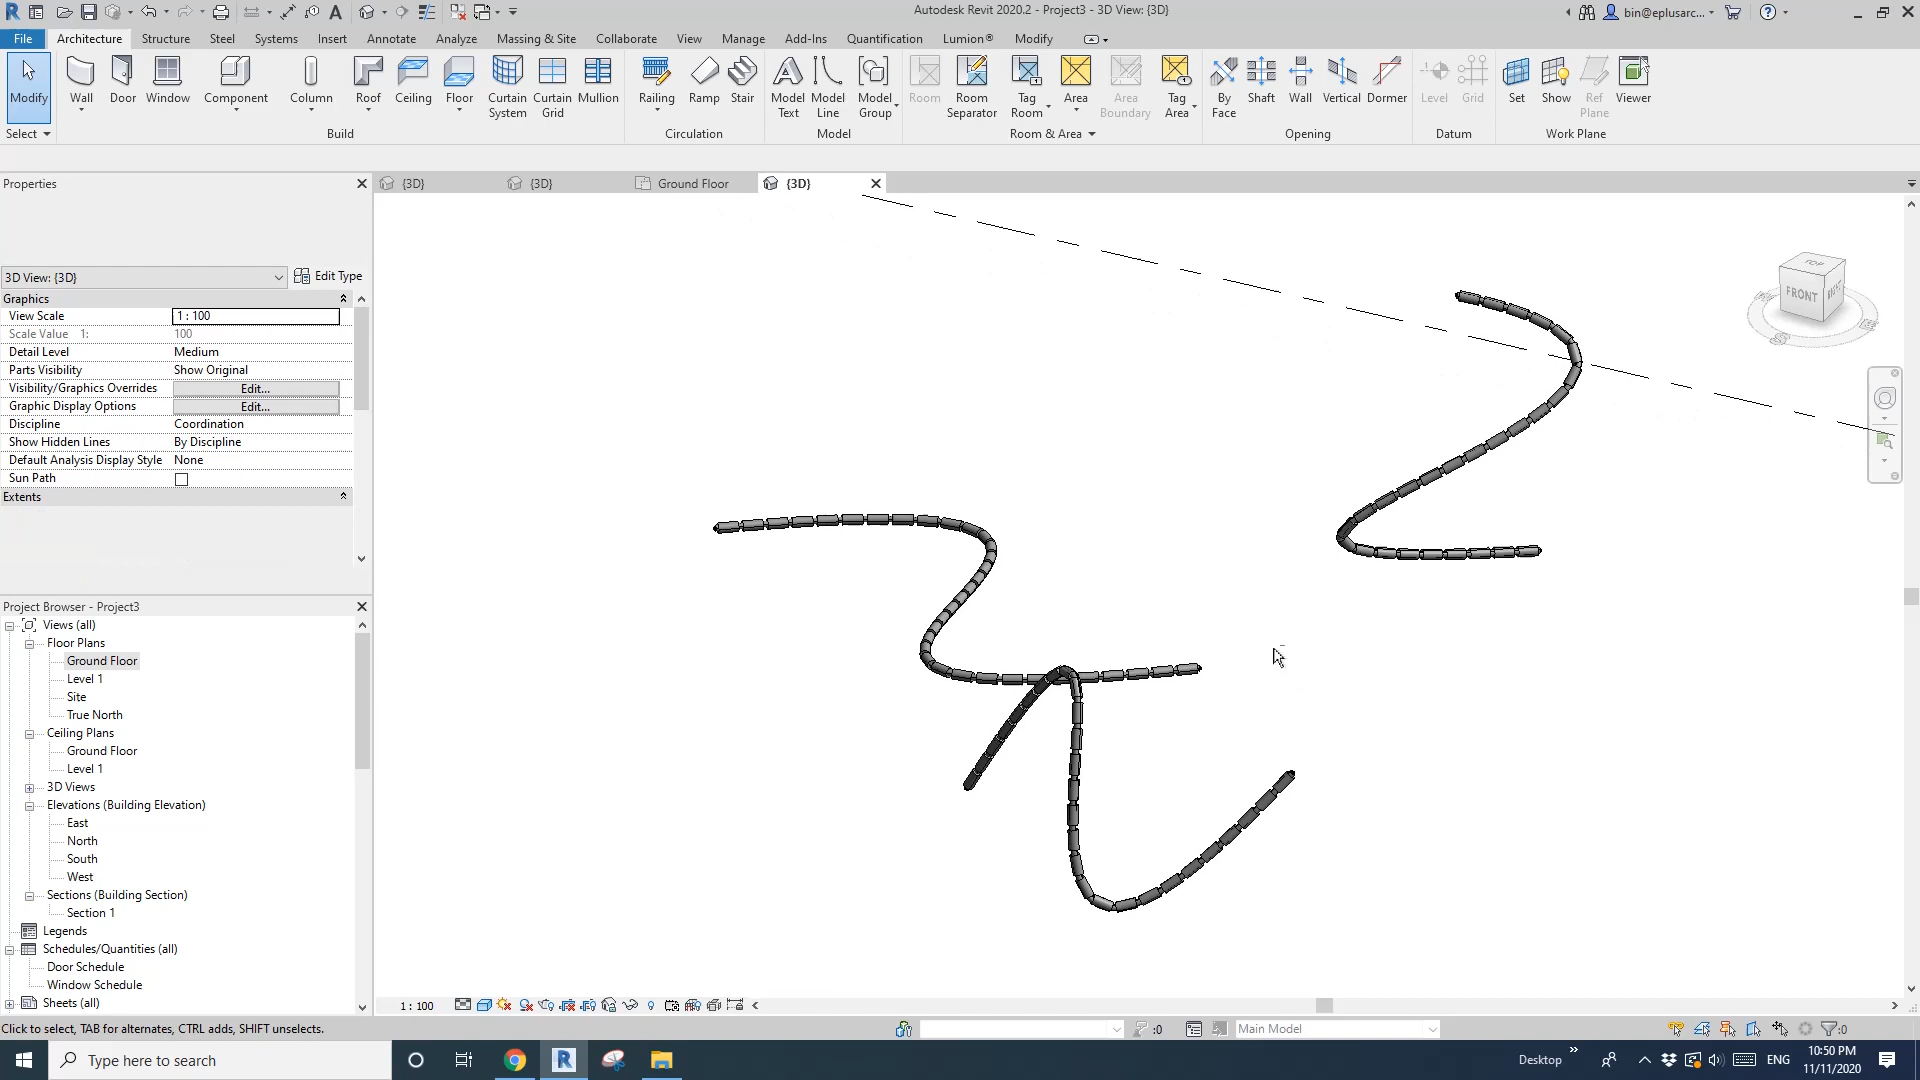 Autodesk Revit 2020.2 - Project3 - 3D View: {3D}
bin@eplusarc...
File
Architecture
Structure
Steel
Systems
Insert
Annotate
Analyze
Massing & Site
Collaborate
View
Manage
Add-Ins
Quantification
Lumion®
Modify
Modify
Wall
Door
Window
Component
Column
Roof
Ceiling
Floor
Curtain
System
Curtain
Grid
Mullion
Railing
Ramp
Stair
Model
Text
Model
Line
Model
Group
Room
Room
Separator
Tag
Room
Area
Area
Boundary
Tag
Area
By
Face
Shaft
Wall
Vertical
Dormer
Level
Grid
Set
Show
Ref
Plane
Viewer
Select
Build
Circulation
Model
Room & Area
Opening
Datum
Work Plane
Properties
{3D}
{3D}
Ground Floor
{3D}
3D View: {3D}
Edit Type
Graphics
View Scale
1 : 100
Scale Value 1:
100
Detail Level
Medium
Parts Visibility
Show Original
Visibility/Graphics Overrides
Edit...
Graphic Display Options
Edit...
Discipline
Coordination
Show Hidden Lines
By Discipline
Default Analysis Display Style
None
Sun Path
Extents
TOP
FRONT
RIGHT
Project Browser - Project3
Views (all)
Floor Plans
Ground Floor
Level 1
Site
True North
Ceiling Plans
Ground Floor
Level 1
3D Views
Elevations (Building Elevation)
East
North
South
West
Sections (Building Section)
Section 1
Legends
Schedules/Quantities (all)
Door Schedule
Window Schedule
Sheets (all)
1 : 100
Click to select, TAB for alternates, CTRL adds, SHIFT unselects.
:0
Main Model
:0
Type here to search
Desktop
ENG
10:50 PM
11/11/2020